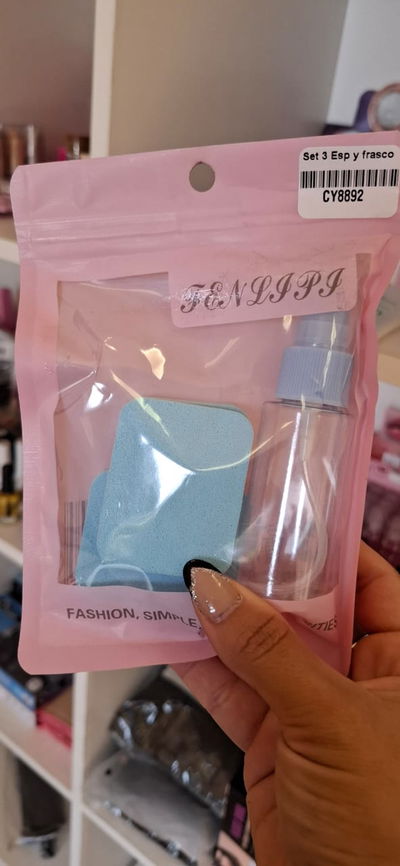 Set 3 Esp y frasco
CY8892
FENLIPI
FASHION, SIMPLE